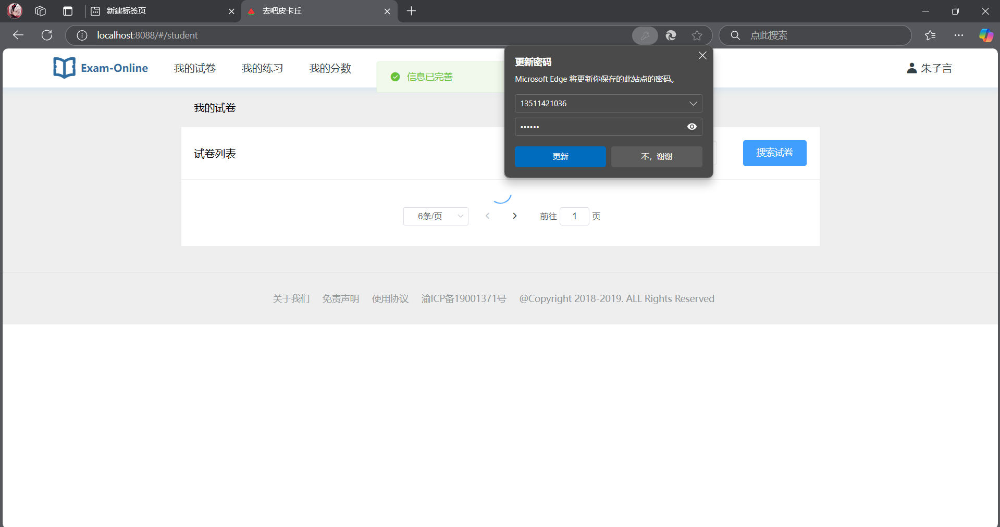 新建标签页
去吧皮卡丘
localhost:8088/#/student
点此搜索
Exam-Online
我的试卷
我的练习
我的分数
信息已完善
朱子言
更新密码
Microsoft Edge 将更新你保存的此站点的密码。
13511421036
••••••
更新
不，谢谢
我的试卷
试卷列表
搜索试卷
6条/页
前往 1 页
关于我们 免责声明 使用协议 渝ICP备19001371号 @Copyright 2018-2019. ALL Rights Reserved